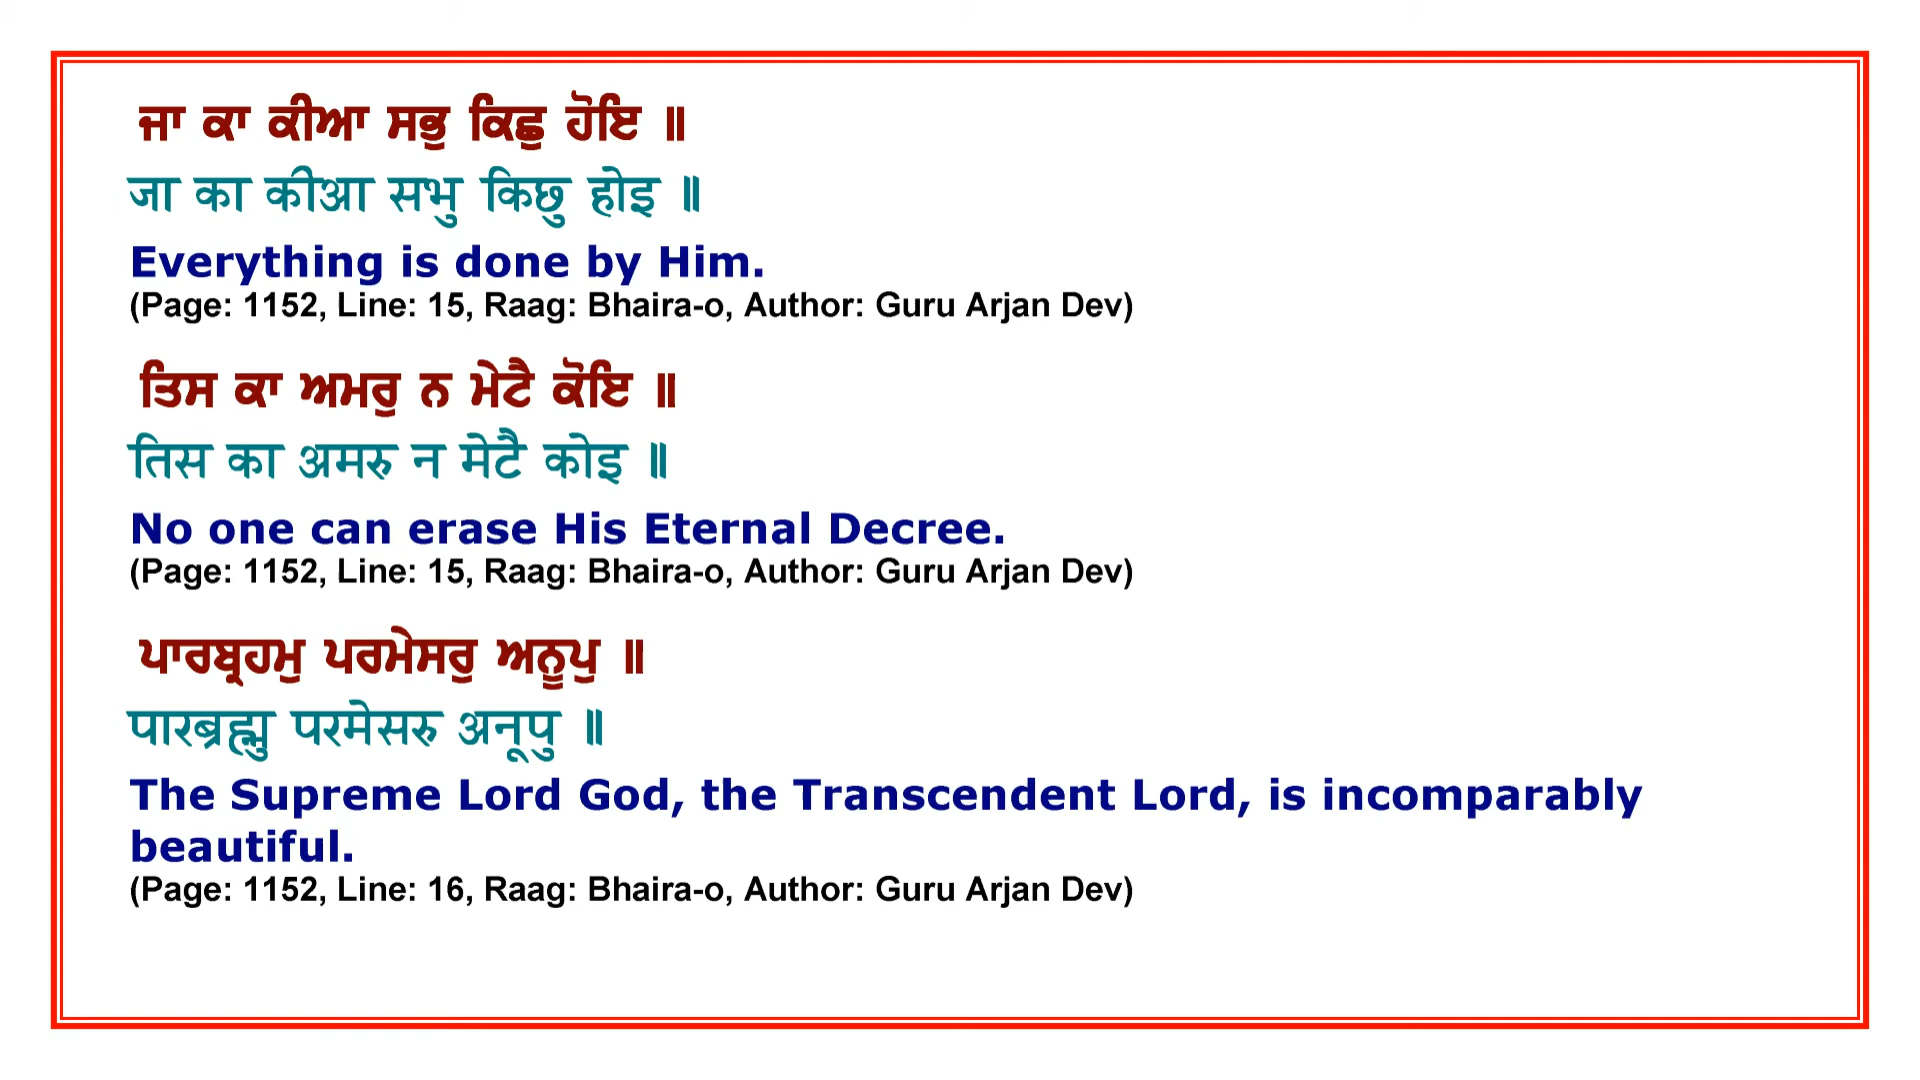 ਜਾ ਕਾ ਕੀਆ ਸਭੁ ਕਿਛੁ ਹੋਇ ॥
जा का कीआ सभु किछु होइ ॥
Everything is done by Him.
(Page: 1152, Line: 15, Raag: Bhaira-o, Author: Guru Arjan Dev)
ਤਿਸ ਕਾ ਅਮਰੁ ਨ ਮੇਟੈ ਕੋਇ ॥
तिस का अमरु न मेटै कोइ ॥
No one can erase His Eternal Decree.
(Page: 1152, Line: 15, Raag: Bhaira-o, Author: Guru Arjan Dev)
ਪਾਰਬ੍ਰਹਮੁ ਪਰਮੇਸਰੁ ਅਨੂਪੁ ॥
पारब्रह्मु परमेसरु अनूपु ॥
The Supreme Lord God, the Transcendent Lord, is incomparably
beautiful.
(Page: 1152, Line: 16, Raag: Bhaira-o, Author: Guru Arjan Dev)